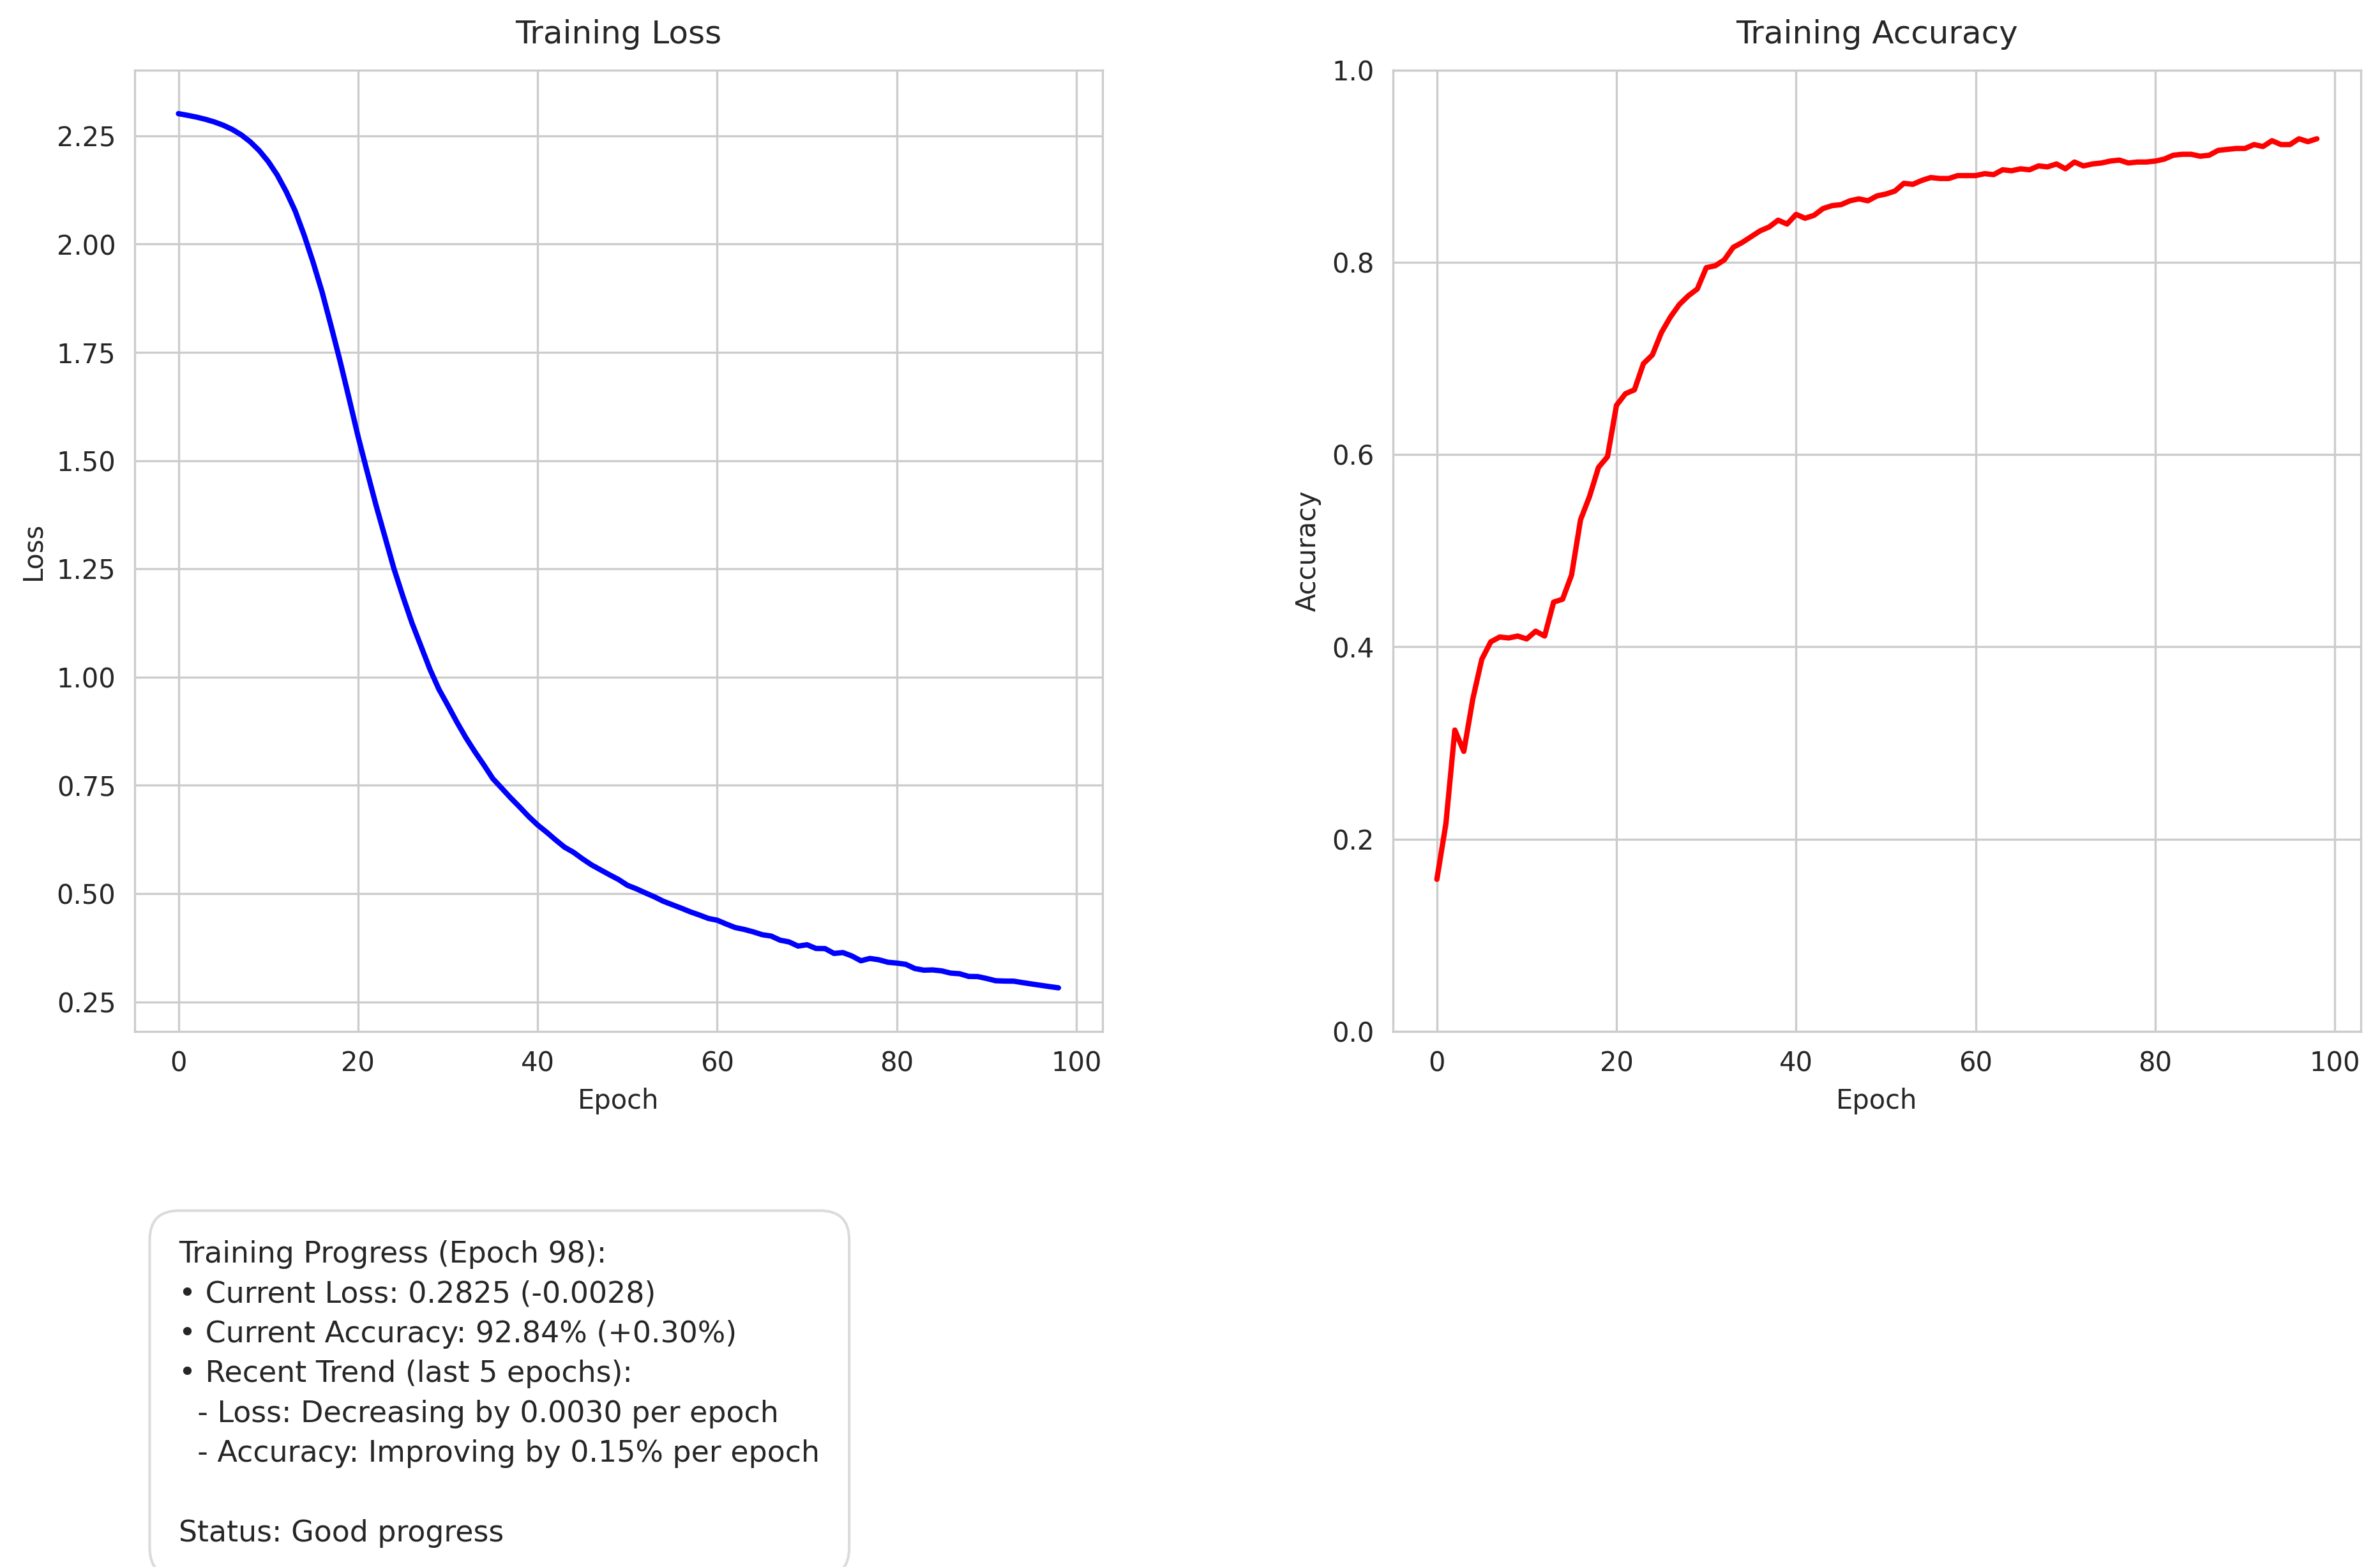 Training Loss
Loss
2.25
2.00
1.75
1.50
1.25
1.00
0.75
0.50
0.25
0 20 40 60 80 100
Epoch
Training Accuracy
Accuracy
1.0
0.8
0.6
0.4
0.2
0.0
0 20 40 60 80 100
Epoch
Training Progress (Epoch 98):
• Current Loss: 0.2825 (-0.0028)
• Current Accuracy: 92.84% (+0.30%)
• Recent Trend (last 5 epochs):
- Loss: Decreasing by 0.0030 per epoch
- Accuracy: Improving by 0.15% per epoch
Status: Good progress